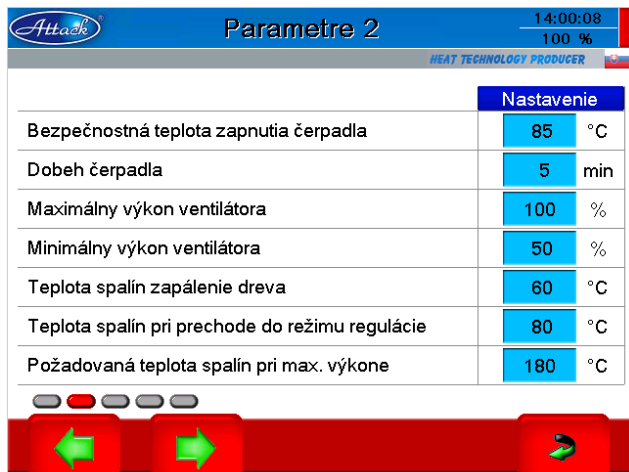 Attack
Parametre 2
14:00:08
100 %
HEAT TECHNOLOGY PRODUCER
Nastavenie
Bezpečnostná teplota zapnutia čerpadla 85 °C
Dobeh čerpadla 5 min
Maximálny výkon ventilátora 100 %
Minimálny výkon ventilátora 50 %
Teplota spalín zapálenie dreva 60 °C
Teplota spalín pri prechode do režimu regulácie 80 °C
Požadovaná teplota spalín pri max. výkone 180 °C